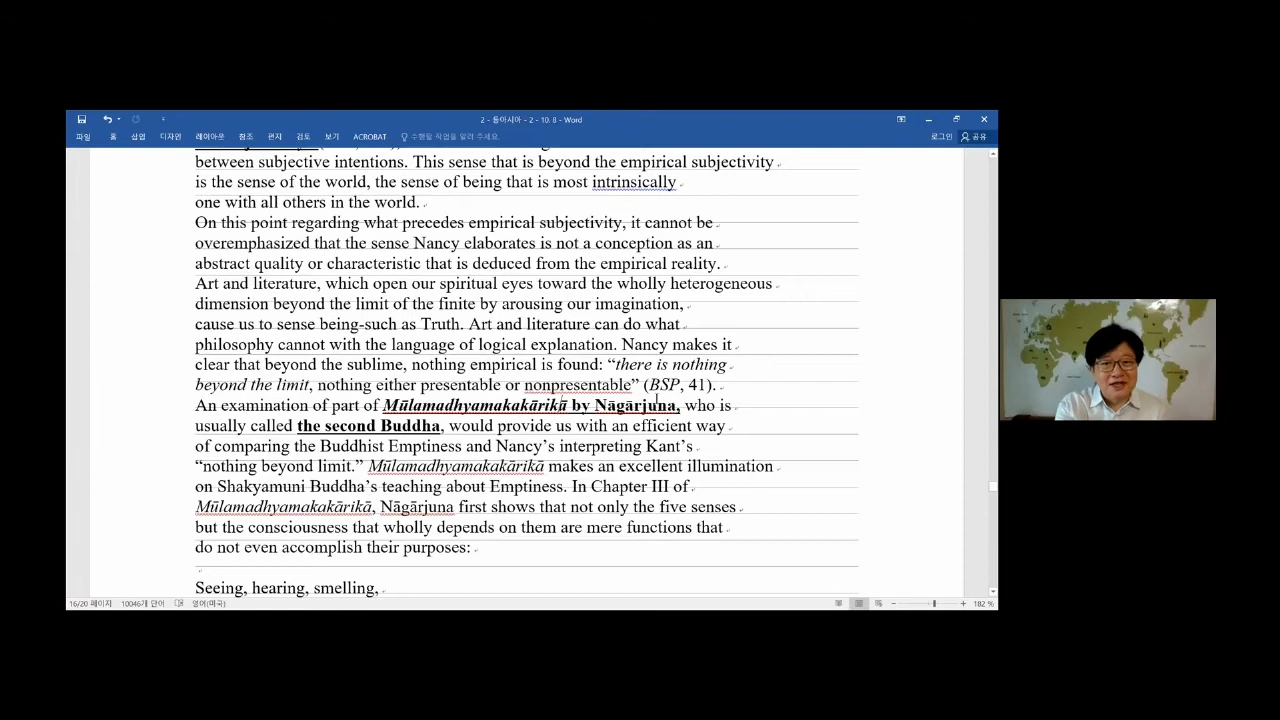 2 - 동아시아 - 2 - 10. 8 - Word
파일 홈 삽입 디자인 레이아웃 참조 편지 검토 보기 ACROBAT 수행할 작업을 알려 주세요. 로그인 공유
between subjective intentions. This sense that is beyond the empirical subjectivity
is the sense of the world, the sense of being that is most intrinsically
one with all others in the world.
On this point regarding what precedes empirical subjectivity, it cannot be
overemphasized that the sense Nancy elaborates is not a conception as an
abstract quality or characteristic that is deduced from the empirical reality.
Art and literature, which open our spiritual eyes toward the wholly heterogeneous
dimension beyond the limit of the finite by arousing our imagination,
cause us to sense being-such as Truth. Art and literature can do what
philosophy cannot with the language of logical explanation. Nancy makes it
clear that beyond the sublime, nothing empirical is found: “there is nothing
beyond the limit, nothing either presentable or nonpresentable” (BSP, 41).
An examination of part of Mūlamadhyamakakārikā by Nāgārjuna, who is
usually called the second Buddha, would provide us with an efficient way
of comparing the Buddhist Emptiness and Nancy’s interpreting Kant’s
“nothing beyond limit.” Mūlamadhyamakakārikā makes an excellent illumination
on Shakyamuni Buddha’s teaching about Emptiness. In Chapter III of
Mūlamadhyamakakārikā, Nāgārjuna first shows that not only the five senses
but the consciousness that wholly depends on them are mere functions that
do not even accomplish their purposes:
Seeing, hearing, smelling,
16/20 페이지 10046개 단어 영어(미국) 182 %